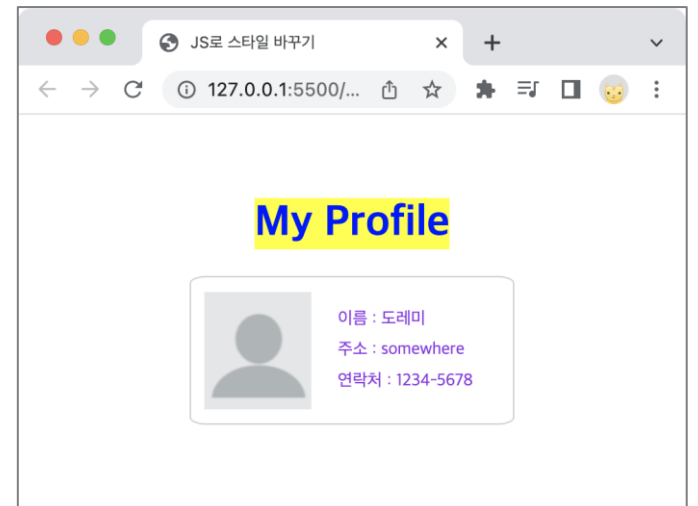 JS로 스타일 바꾸기
127.0.0.1:5500/...
My Profile
이름 : 도레미
주소 : somewhere
연락처 : 1234-5678